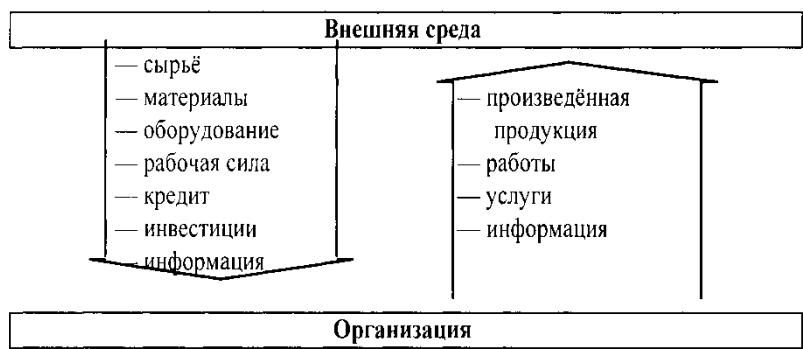 Внешняя среда
— сырьё
— материалы
— оборудование
— рабочая сила
— кредит
— инвестиции
— информация
— произведённая
продукция
— работы
— услуги
— информация
Организация